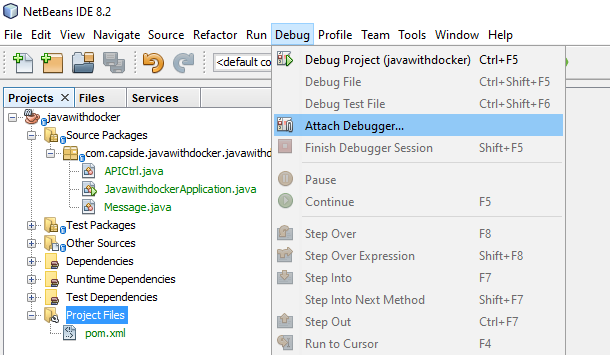 NetBeans IDE 8.2
File Edit View Navigate Source Refactor Run Debug Profile Team Tools Window Help
<default co
Projects Files Services
javawithdocker
Source Packages
com.capside.javawithdocker.javawithd
APICtrl.java
JavawithdockerApplication.java
Message.java
Test Packages
Other Sources
Dependencies
Runtime Dependencies
Test Dependencies
Project Files
pom.xml
Debug Project (javawithdocker) Ctrl+F5
Debug File Ctrl+Shift+F5
Debug Test File Ctrl+Shift+F6
Attach Debugger...
Finish Debugger Session Shift+F5
Pause
Continue F5
Step Over F8
Step Over Expression Shift+F8
Step Into F7
Step Into Next Method Shift+F7
Step Out Ctrl+F7
Run to Cursor F4